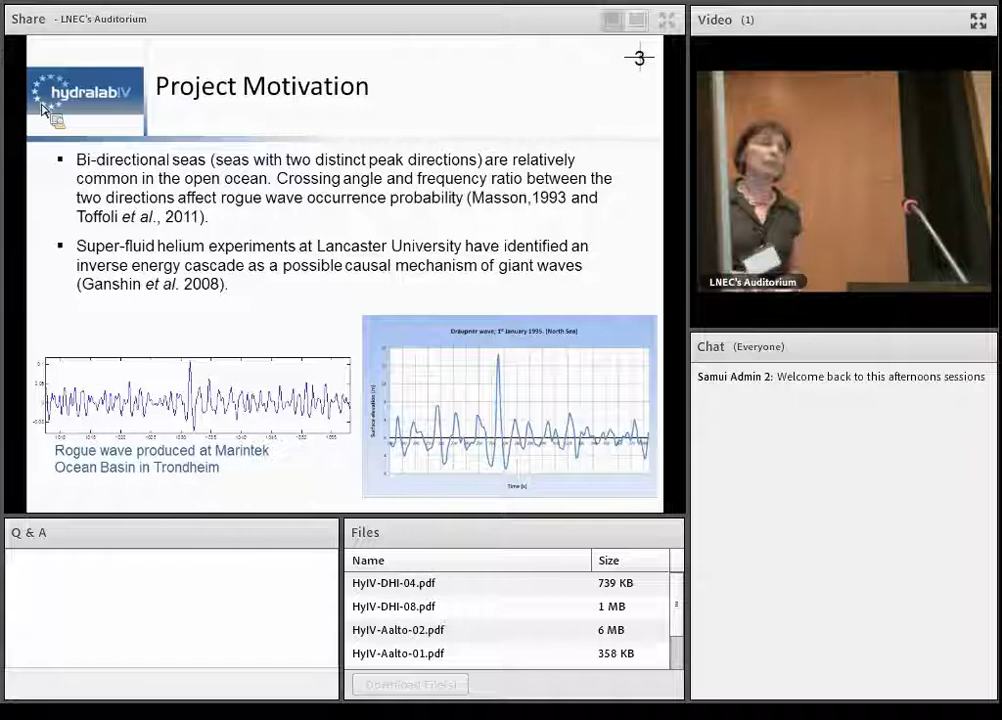 Share - LNEC's Auditorium
3
hydralabIV
Project Motivation
Bi-directional seas (seas with two distinct peak directions) are relatively
common in the open ocean. Crossing angle and frequency ratio between the
two directions affect rogue wave occurrence probability (Masson,1993 and
Toffoli et al., 2011).
Super-fluid helium experiments at Lancaster University have identified an
inverse energy cascade as a possible causal mechanism of giant waves
(Ganshin et al. 2008).
Rogue wave produced at Marintek
Ocean Basin in Trondheim
Draupner wave, 1st January 1995. (North Sea)
Surface elevation (m)
Time (s)
Video (1)
LNEC's Auditorium
Chat (Everyone)
Samui Admin 2: Welcome back to this afternoons sessions
Q & A
Files
Name Size
HyIV-DHI-04.pdf 739 KB
HyIV-DHI-08.pdf 1 MB
HyIV-Aalto-02.pdf 6 MB
HyIV-Aalto-01.pdf 358 KB
Download File(s)